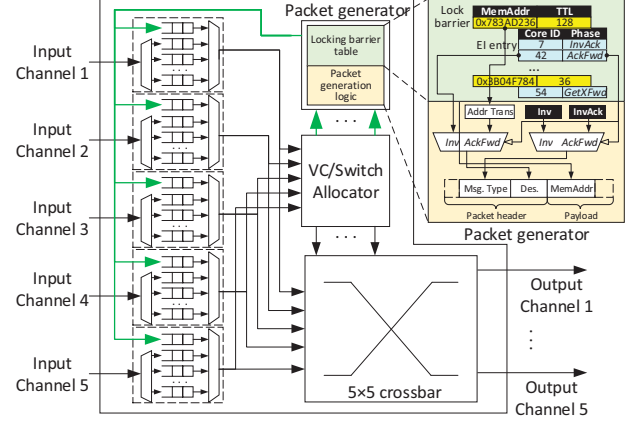 Packet generator
Locking barrier
table
Packet
generation
logic
Lock
barrier
MemAddr TTL
0x783AD236 128
Core ID Phase
EI entry
7 InvAck
42 AckFwd
...
0x3B04F784 36
54 GetXFwd
Addr Trans Inv InvAck
Inv AckFwd Inv AckFwd
Msg. Type Des. MemAddr
Packet header Payload
Packet generator
Input
Channel 1
Input
Channel 2
Input
Channel 3
Input
Channel 4
Input
Channel 5
...
...
...
...
...
...
VC/Switch
Allocator
...
5×5 crossbar
Output
Channel 1
Output
Channel 5